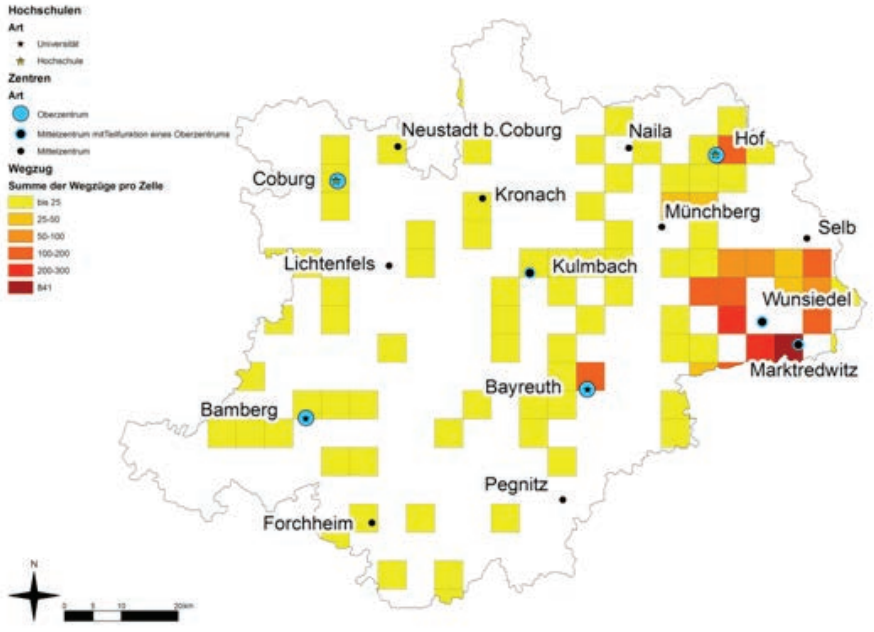 Hochschulen
Art
Universität
Hochschule
Zentren
Art
Oberzentrum
Mittelzentrum mitTeilfunktion eines Oberzentrums
Mittelzentrum
Wegzug
Summe der Wegzüge pro Zelle
bis 25
25-50
50-100
100-200
200-300
841
Neustadt b.Coburg
Naila
Hof
Coburg
Kronach
Münchberg
Selb
Lichtenfels
Kulmbach
Wunsiedel
Marktredwitz
Bayreuth
Bamberg
Pegnitz
Forchheim
N
0 5 10 20km